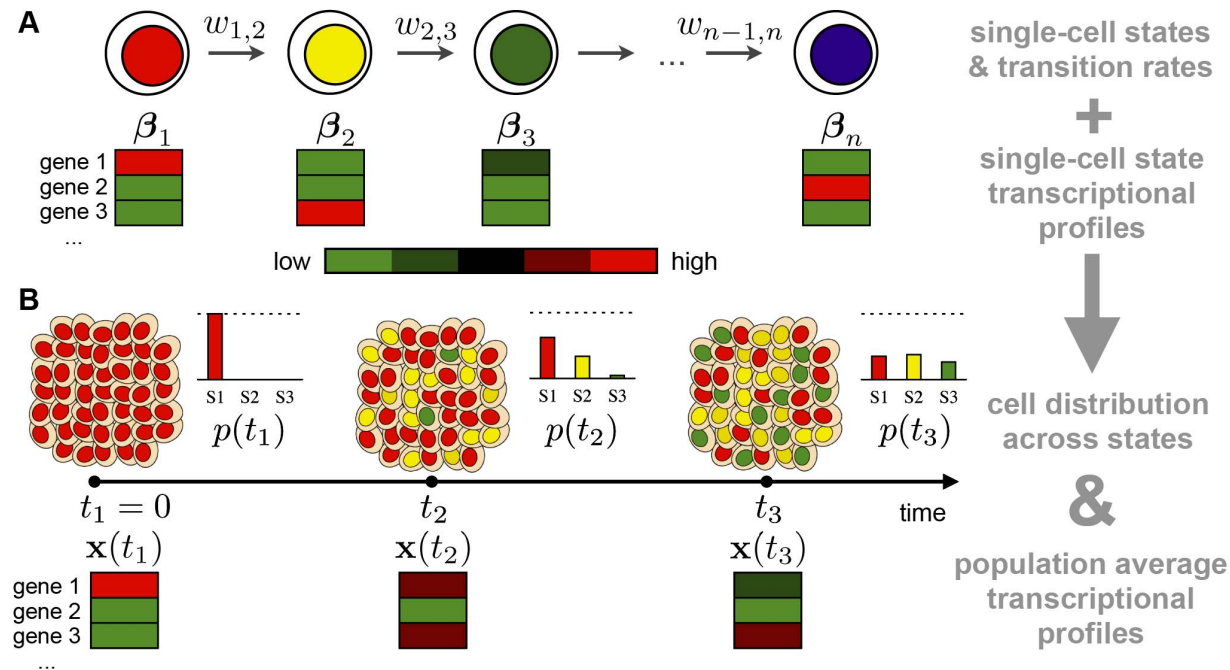 A
w1,2
w2,3
...
wn−1,n
β1
β2
β3
βn
gene 1
gene 2
gene 3
...
low
high
single-cell states
& transition rates
+
single-cell state
transcriptional
profiles
B
S1 S2 S3
p(t1)
S1 S2 S3
p(t2)
S1 S2 S3
p(t3)
t1 = 0
t2
t3
time
x(t1)
x(t2)
x(t3)
gene 1
gene 2
gene 3
...
cell distribution
across states
&
population average
transcriptional
profiles